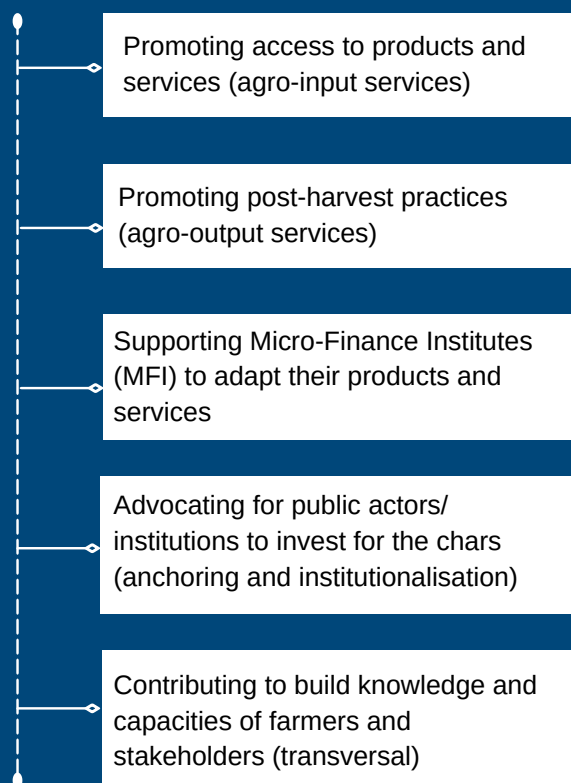 Promoting access to products and
services (agro-input services)
Promoting post-harvest practices
(agro-output services)
Supporting Micro-Finance Institutes
(MFI) to adapt their products and
services
Advocating for public actors/
institutions to invest for the chars
(anchoring and institutionalisation)
Contributing to build knowledge and
capacities of farmers and
stakeholders (transversal)